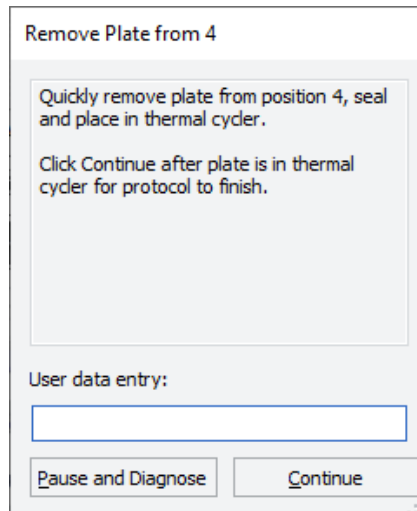 Remove Plate from 4
Quickly remove plate from position 4, seal
and place in thermal cycler.
Click Continue after plate is in thermal
cycler for protocol to finish.
User data entry:
Pause and Diagnose
Continue